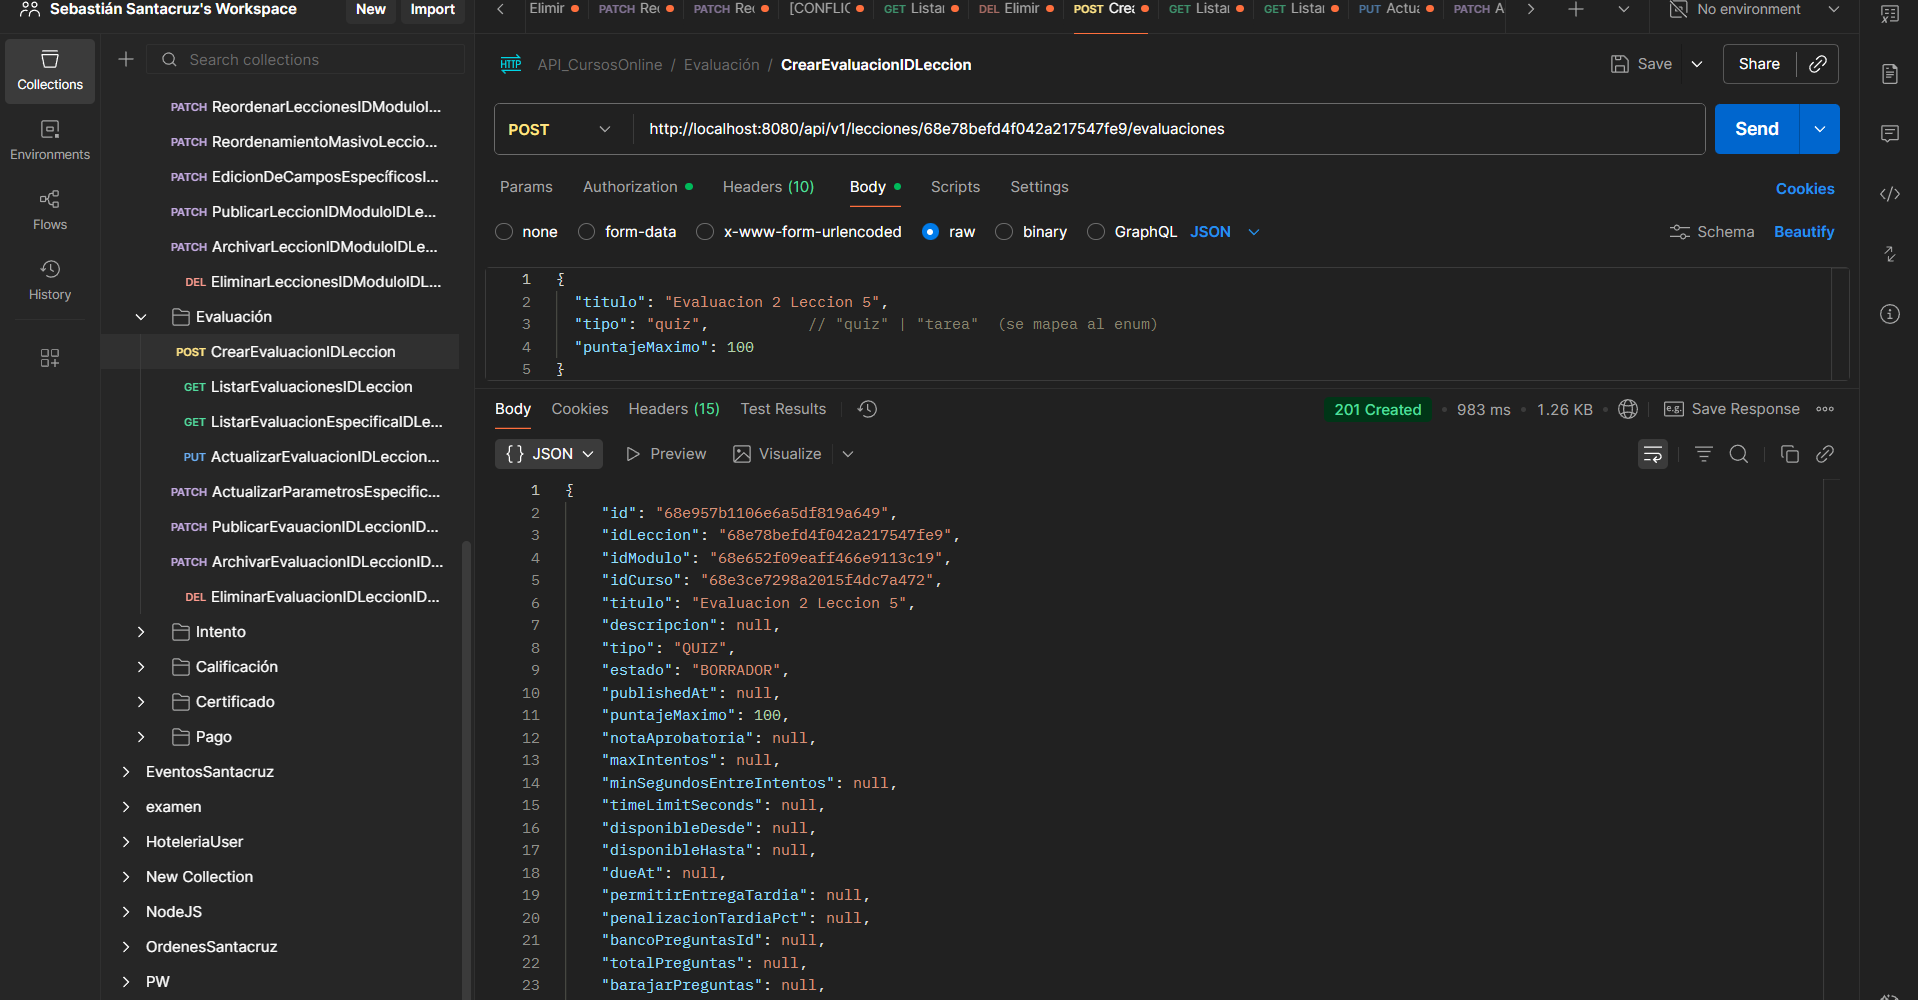 Sebastián Santacruz's Workspace
New
Import
Elimir
PATCH Rec
PATCH Rec
[CONFLIC
GET Listar
DEL Elimir
POST Crea
GET Listar
GET Listar
PUT Actua
PATCH A
No environment
Collections
Environments
Flows
History
Search collections
PATCH ReordenarLeccionesIDModuloI...
PATCH ReordenamientoMasivoLeccio...
PATCH EdicionDeCamposEspecíficosI...
PATCH PublicarLeccionIDModuloIDLe...
PATCH ArchivarLeccionIDModuloIDLe...
DEL EliminarLeccionesIDModuloIDL...
Evaluación
POST CrearEvaluacionIDLeccion
GET ListarEvaluacionesIDLeccion
GET ListarEvaluacionEspecificaIDLe...
PUT ActualizarEvaluacionIDLeccion...
PATCH ActualizarParametrosEspecific...
PATCH PublicarEvauacionIDLeccionID...
PATCH ArchivarEvaluacionIDLeccionID...
DEL EliminarEvaluacionIDLeccionID...
Intento
Calificación
Certificado
Pago
EventosSantacruz
examen
HoteleriaUser
New Collection
NodeJS
OrdenesSantacruz
PW
HTTP API_CursosOnline / Evaluación / CrearEvaluacionIDLeccion
Save
Share
POST http://localhost:8080/api/v1/lecciones/68e78befd4f042a217547fe9/evaluaciones
Send
Params Authorization Headers (10) Body Scripts Settings Cookies
none form-data x-www-form-urlencoded raw binary GraphQL JSON Schema Beautify
1 {
2 "titulo": "Evaluacion 2 Leccion 5",
3 "tipo": "quiz", // "quiz" | "tarea" (se mapea al enum)
4 "puntajeMaximo": 100
5 }
Body Cookies Headers (15) Test Results 201 Created 983 ms 1.26 KB e.g. Save Response
{} JSON Preview Visualize
1 {
2 "id": "68e957b1106e6a5df819a649",
3 "idLeccion": "68e78befd4f042a217547fe9",
4 "idModulo": "68e652f09eaff466e9113c19",
5 "idCurso": "68e3ce7298a2015f4dc7a472",
6 "titulo": "Evaluacion 2 Leccion 5",
7 "descripcion": null,
8 "tipo": "QUIZ",
9 "estado": "BORRADOR",
10 "publishedAt": null,
11 "puntajeMaximo": 100,
12 "notaAprobatoria": null,
13 "maxIntentos": null,
14 "minSegundosEntreIntentos": null,
15 "timeLimitSeconds": null,
16 "disponibleDesde": null,
17 "disponibleHasta": null,
18 "dueAt": null,
19 "permitirEntregaTardia": null,
20 "penalizacionTardiaPct": null,
21 "bancoPreguntasId": null,
22 "totalPreguntas": null,
23 "barajarPreguntas": null,